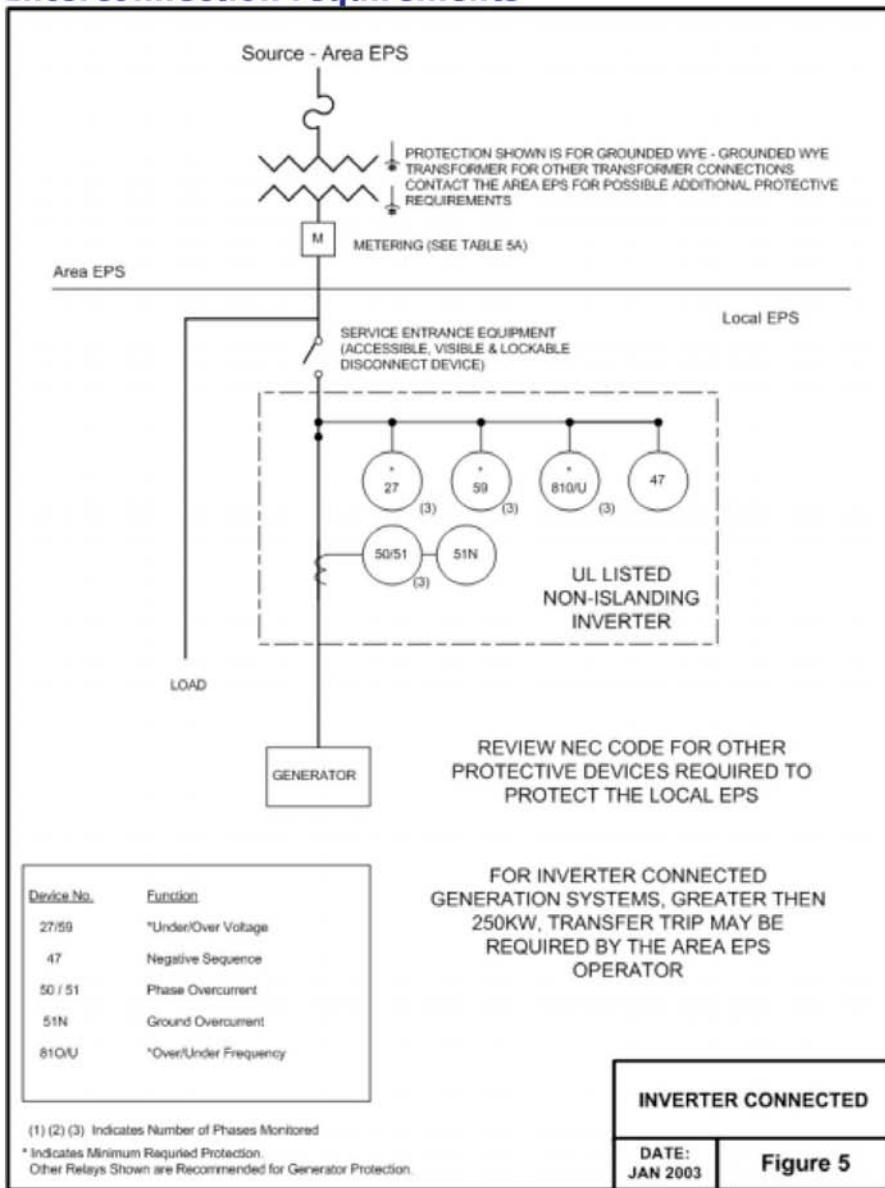 Source - Area EPS
PROTECTION SHOWN IS FOR GROUNDED WYE - GROUNDED WYE
TRANSFORMER FOR OTHER TRANSFORMER CONNECTIONS
CONTACT THE AREA EPS FOR POSSIBLE ADDITIONAL PROTECTIVE
REQUIREMENTS
M
METERING (SEE TABLE 5A)
Area EPS
Local EPS
SERVICE ENTRANCE EQUIPMENT
(ACCESSIBLE, VISIBLE & LOCKABLE
DISCONNECT DEVICE)
* 27 (3)
* 59 (3)
* 81O/U (3)
47
50/51 (3)
51N
UL LISTED
NON-ISLANDING
INVERTER
LOAD
GENERATOR
REVIEW NEC CODE FOR OTHER
PROTECTIVE DEVICES REQUIRED TO
PROTECT THE LOCAL EPS
FOR INVERTER CONNECTED
GENERATION SYSTEMS, GREATER THEN
250KW, TRANSFER TRIP MAY BE
REQUIRED BY THE AREA EPS
OPERATOR
Device No. Function
27/59 *Under/Over Voltage
47 Negative Sequence
50 / 51 Phase Overcurrent
51N Ground Overcurrent
81O/U *Over/Under Frequency
(1) (2) (3) Indicates Number of Phases Monitored
* Indicates Minimum Requried Protection.
Other Relays Shown are Recommended for Generator Protection.
INVERTER CONNECTED
DATE:
JAN 2003
Figure 5